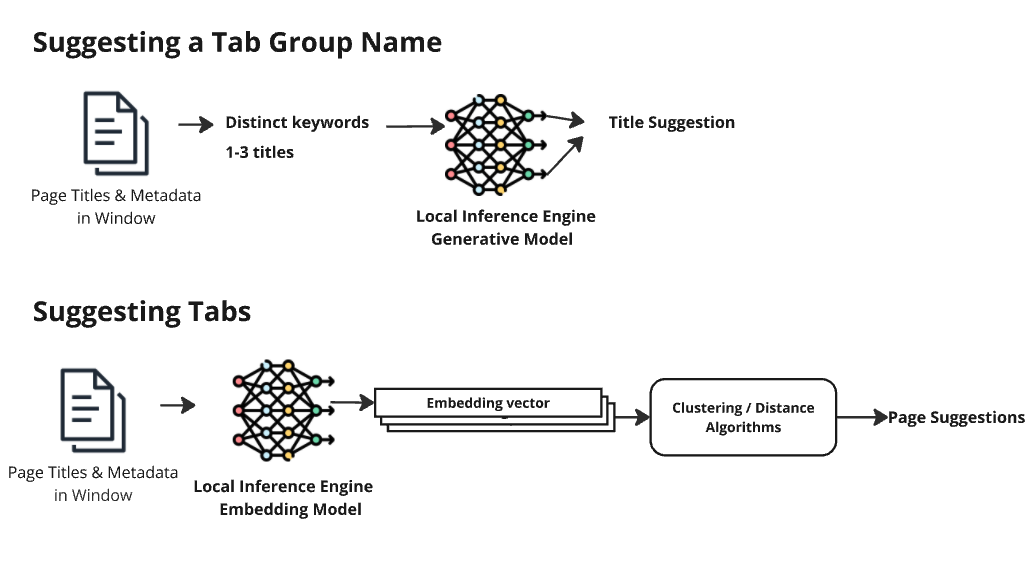 Suggesting a Tab Group Name
Distinct keywords
1-3 titles
Title Suggestion
Page Titles & Metadata
in Window
Local Inference Engine
Generative Model
Suggesting Tabs
Embedding vector
Clustering / Distance
Algorithms
Page Suggestions
Page Titles & Metadata
in Window
Local Inference Engine
Embedding Model